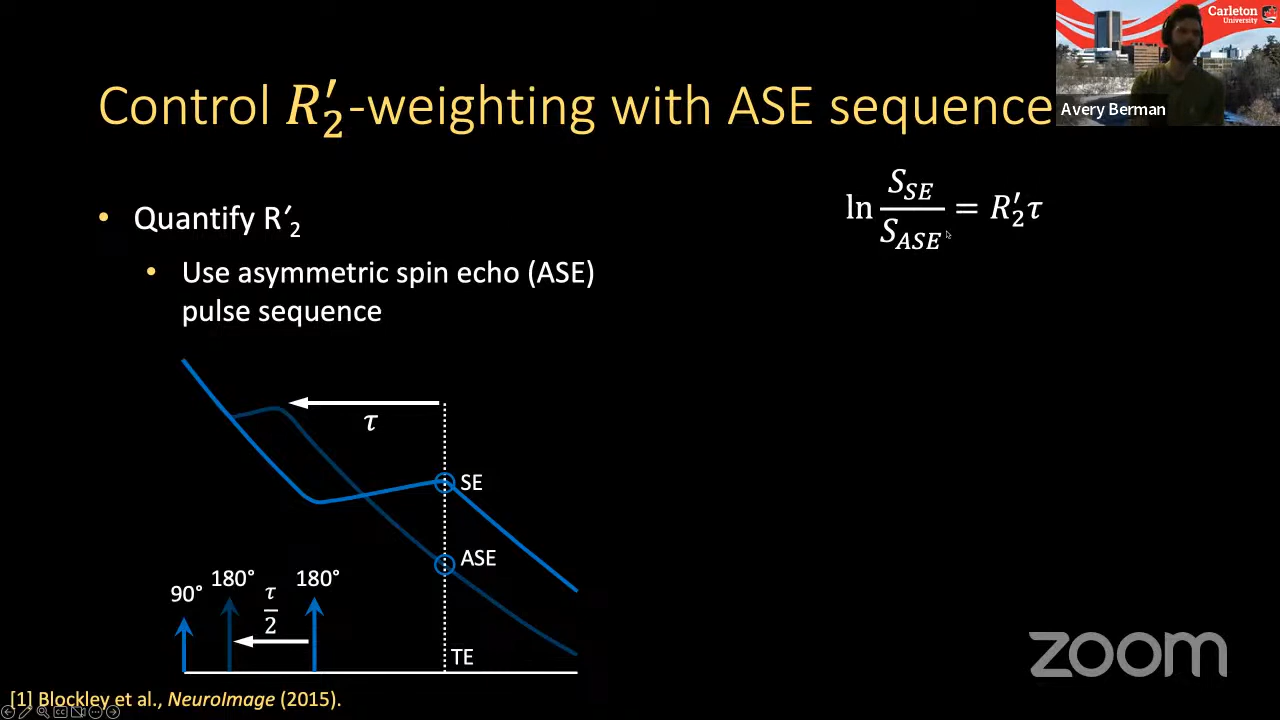 Carleton
University
Avery Berman
Control R′₂-weighting with ASE sequence
• Quantify R′₂
• Use asymmetric spin echo (ASE)
pulse sequence
ln S_SE / S_ASE = R′₂τ
τ
SE
ASE
90° 180° τ/2 180°
TE
zoom
[1] Blockley et al., NeuroImage (2015).